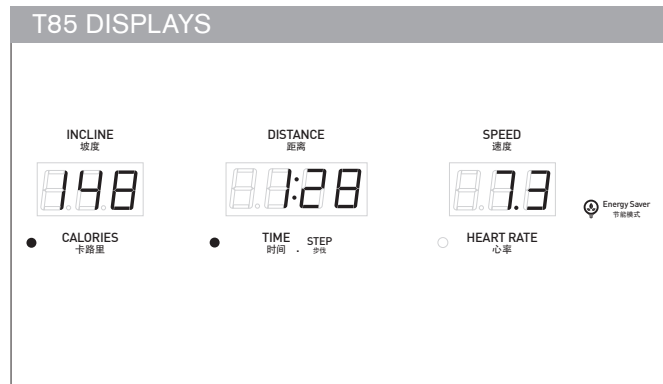 T85 DISPLAYS
INCLINE
坡度
DISTANCE
距离
SPEED
速度
148
1:28
7.3
Energy Saver
节能模式
CALORIES
卡路里
TIME
时间 .
STEP
步伐
HEART RATE
心率